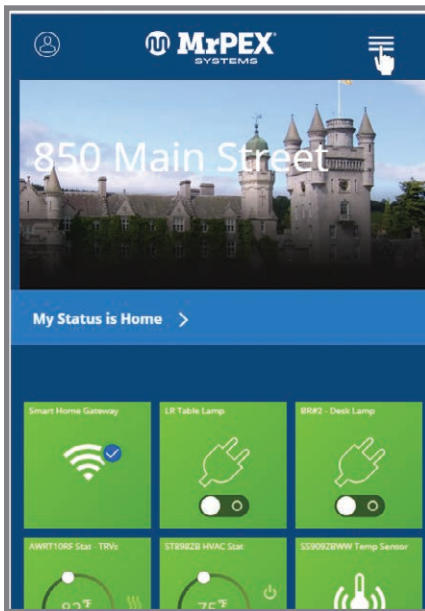 MrPEX
SYSTEMS
850 Main Street
My Status is Home
Smart Home Gateway
LR Table Lamp
BR#2 - Desk Lamp
AWRT10RF Stat - TRVs
ST898ZB HVAC Stat
SS909ZBWW Temp Sensor
75°F